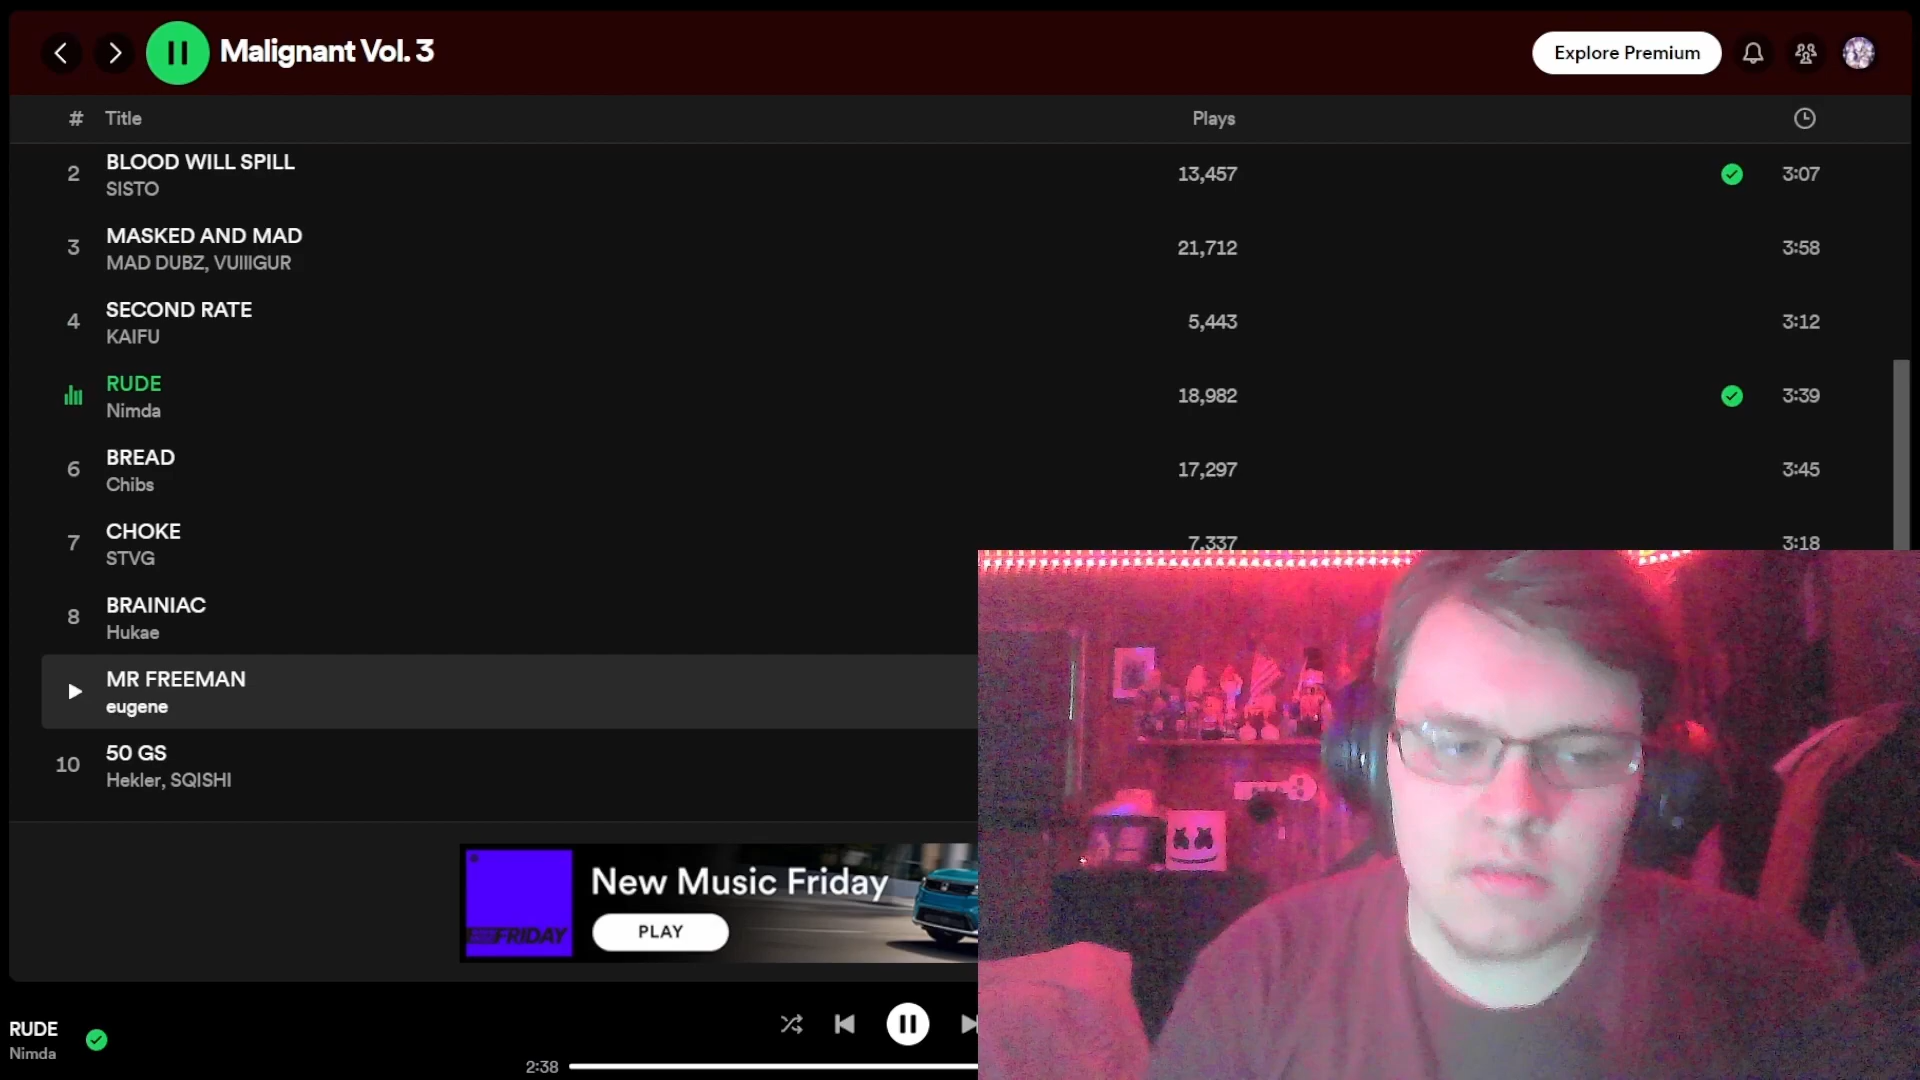 Malignant Vol. 3
Explore Premium
# Title Plays
2 BLOOD WILL SPILL 13,457 3:07
SISTO
3 MASKED AND MAD 21,712 3:58
MAD DUBZ, VUIIIGUR
4 SECOND RATE 5,443 3:12
KAIFU
RUDE 18,982 3:39
Nimda
6 BREAD 17,297 3:45
Chibs
7 CHOKE 7,337 3:18
STVG
8 BRAINIAC
Hukae
MR FREEMAN
eugene
10 50 GS
Hekler, SQISHI
New Music Friday
FRIDAY
PLAY
RUDE
Nimda
2:38